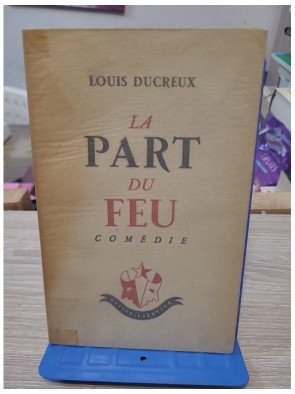 LOUIS DUCREUX
LA
PART
DU
FEU
COMÉDIE